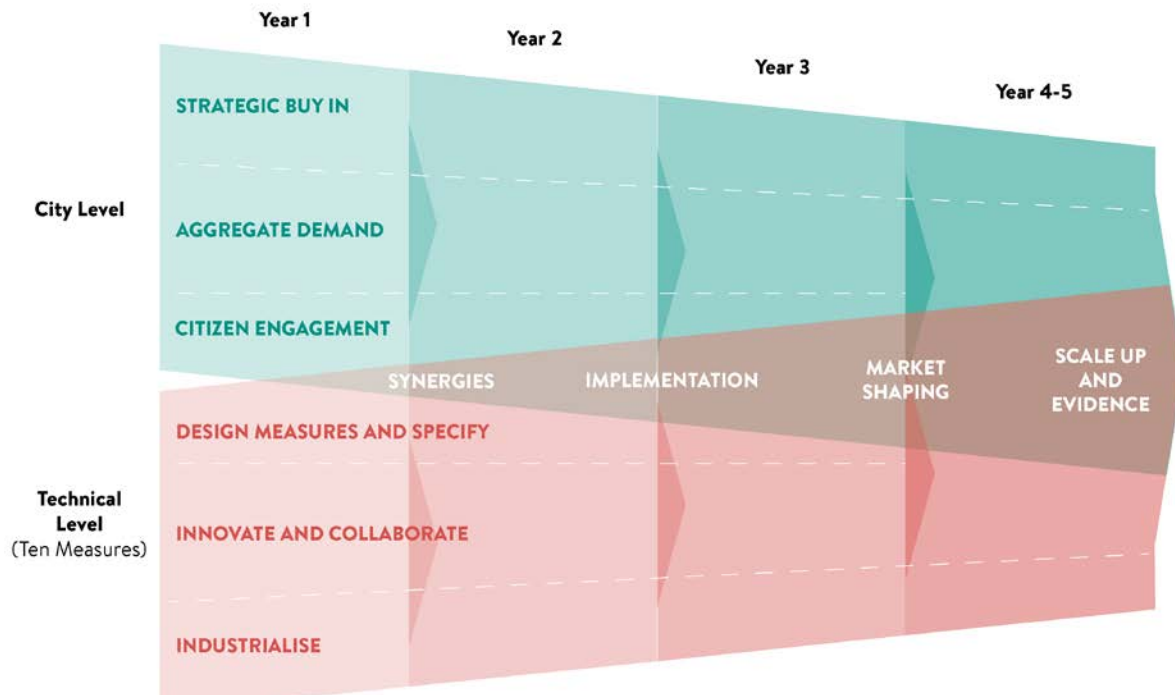 Year 1
Year 2
Year 3
Year 4-5
City Level
STRATEGIC BUY IN
AGGREGATE DEMAND
CITIZEN ENGAGEMENT
SYNERGIES
IMPLEMENTATION
MARKET
SHAPING
SCALE UP
AND
EVIDENCE
Technical
Level
(Ten Measures)
DESIGN MEASURES AND SPECIFY
INNOVATE AND COLLABORATE
INDUSTRIALISE